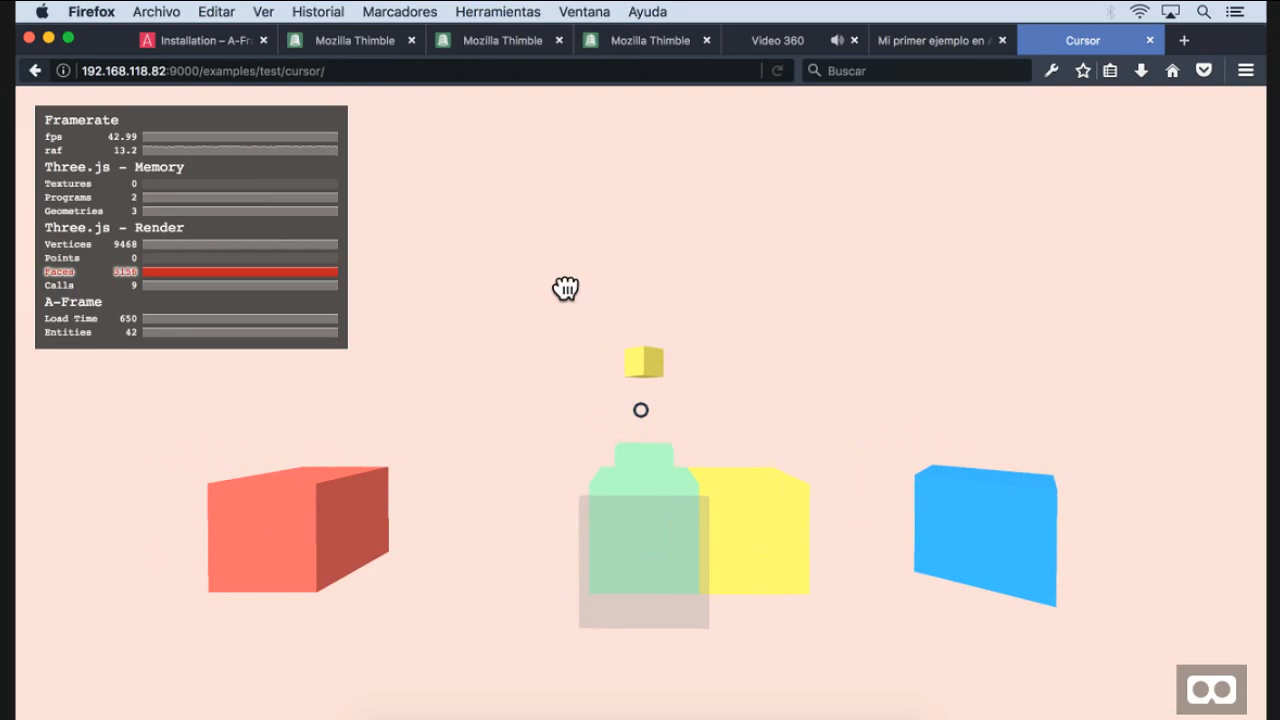 Firefox Archivo Editar Ver Historial Marcadores Herramientas Ventana Ayuda
Installation – A-Fra Mozilla Thimble Mozilla Thimble Mozilla Thimble Video 360 Mi primer ejemplo en A Cursor
192.168.118.82:9000/examples/test/cursor/ Buscar
Framerate
fps 42.99
raf 13.2
Three.js - Memory
Textures 0
Programs 2
Geometries 3
Three.js - Render
Vertices 9468
Points 0
Faces 3156
Calls 9
A-Frame
Load Time 650
Entities 42